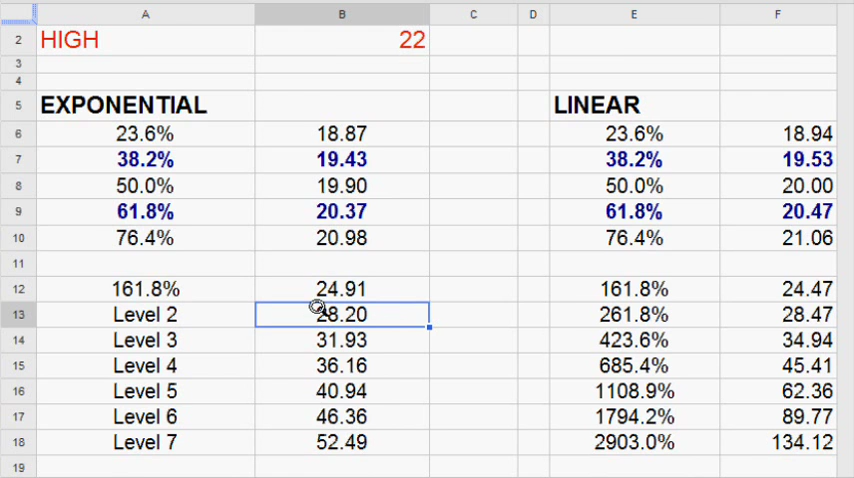 A B C D E F
2 HIGH 22
3
4
5 EXPONENTIAL LINEAR
6 23.6% 18.87 23.6% 18.94
7 38.2% 19.43 38.2% 19.53
8 50.0% 19.90 50.0% 20.00
9 61.8% 20.37 61.8% 20.47
10 76.4% 20.98 76.4% 21.06
11
12 161.8% 24.91 161.8% 24.47
13 Level 2 28.20 261.8% 28.47
14 Level 3 31.93 423.6% 34.94
15 Level 4 36.16 685.4% 45.41
16 Level 5 40.94 1108.9% 62.36
17 Level 6 46.36 1794.2% 89.77
18 Level 7 52.49 2903.0% 134.12
19